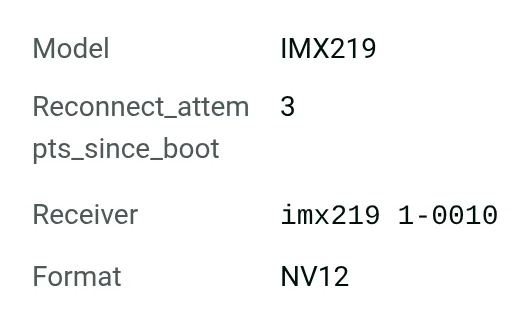 Model IMX219
Reconnect_attem 3
pts_since_boot
Receiver imx219 1-0010
Format NV12